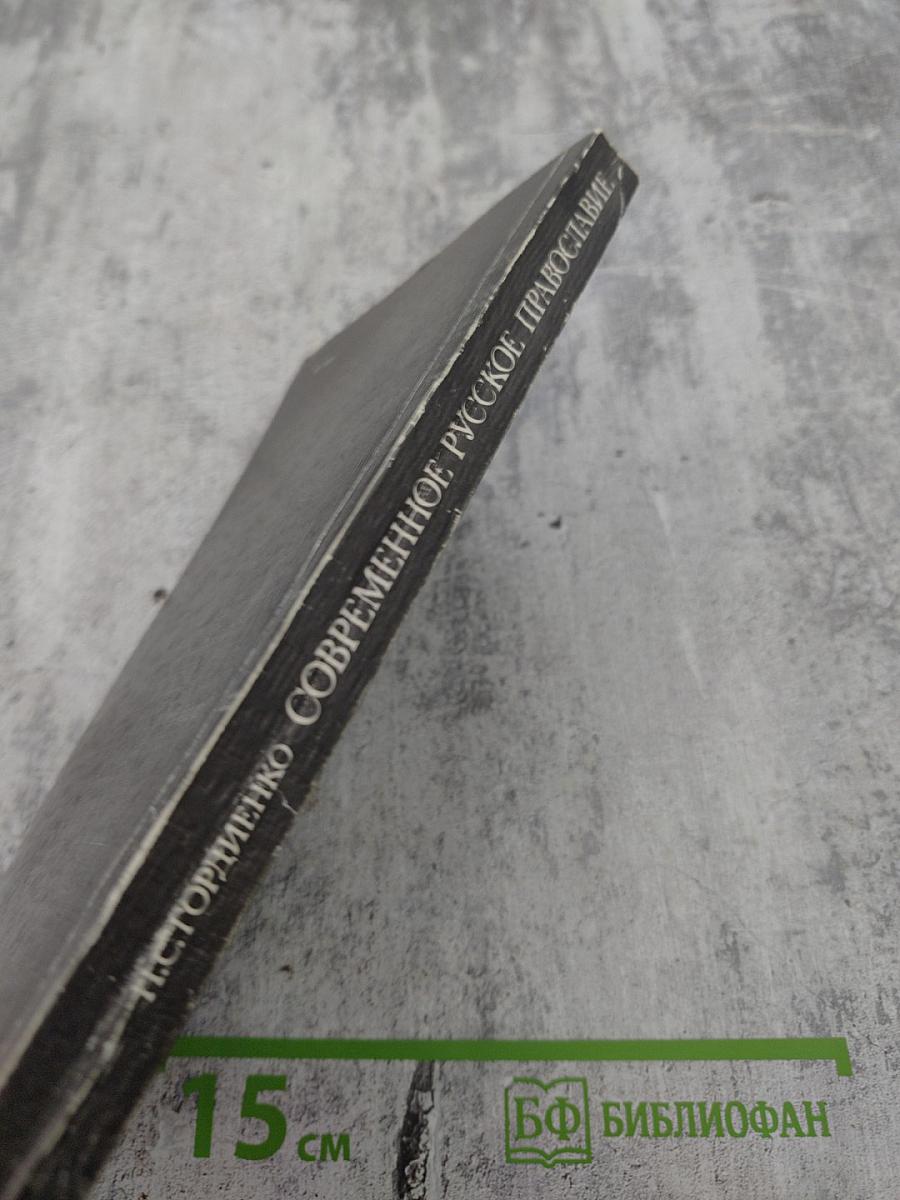 Н.С.ГОРДИЕНКО СОВРЕМЕННОЕ РУССКОЕ ПРАВОСЛАВИЕ
15 см
БФ БИБЛИОФАН